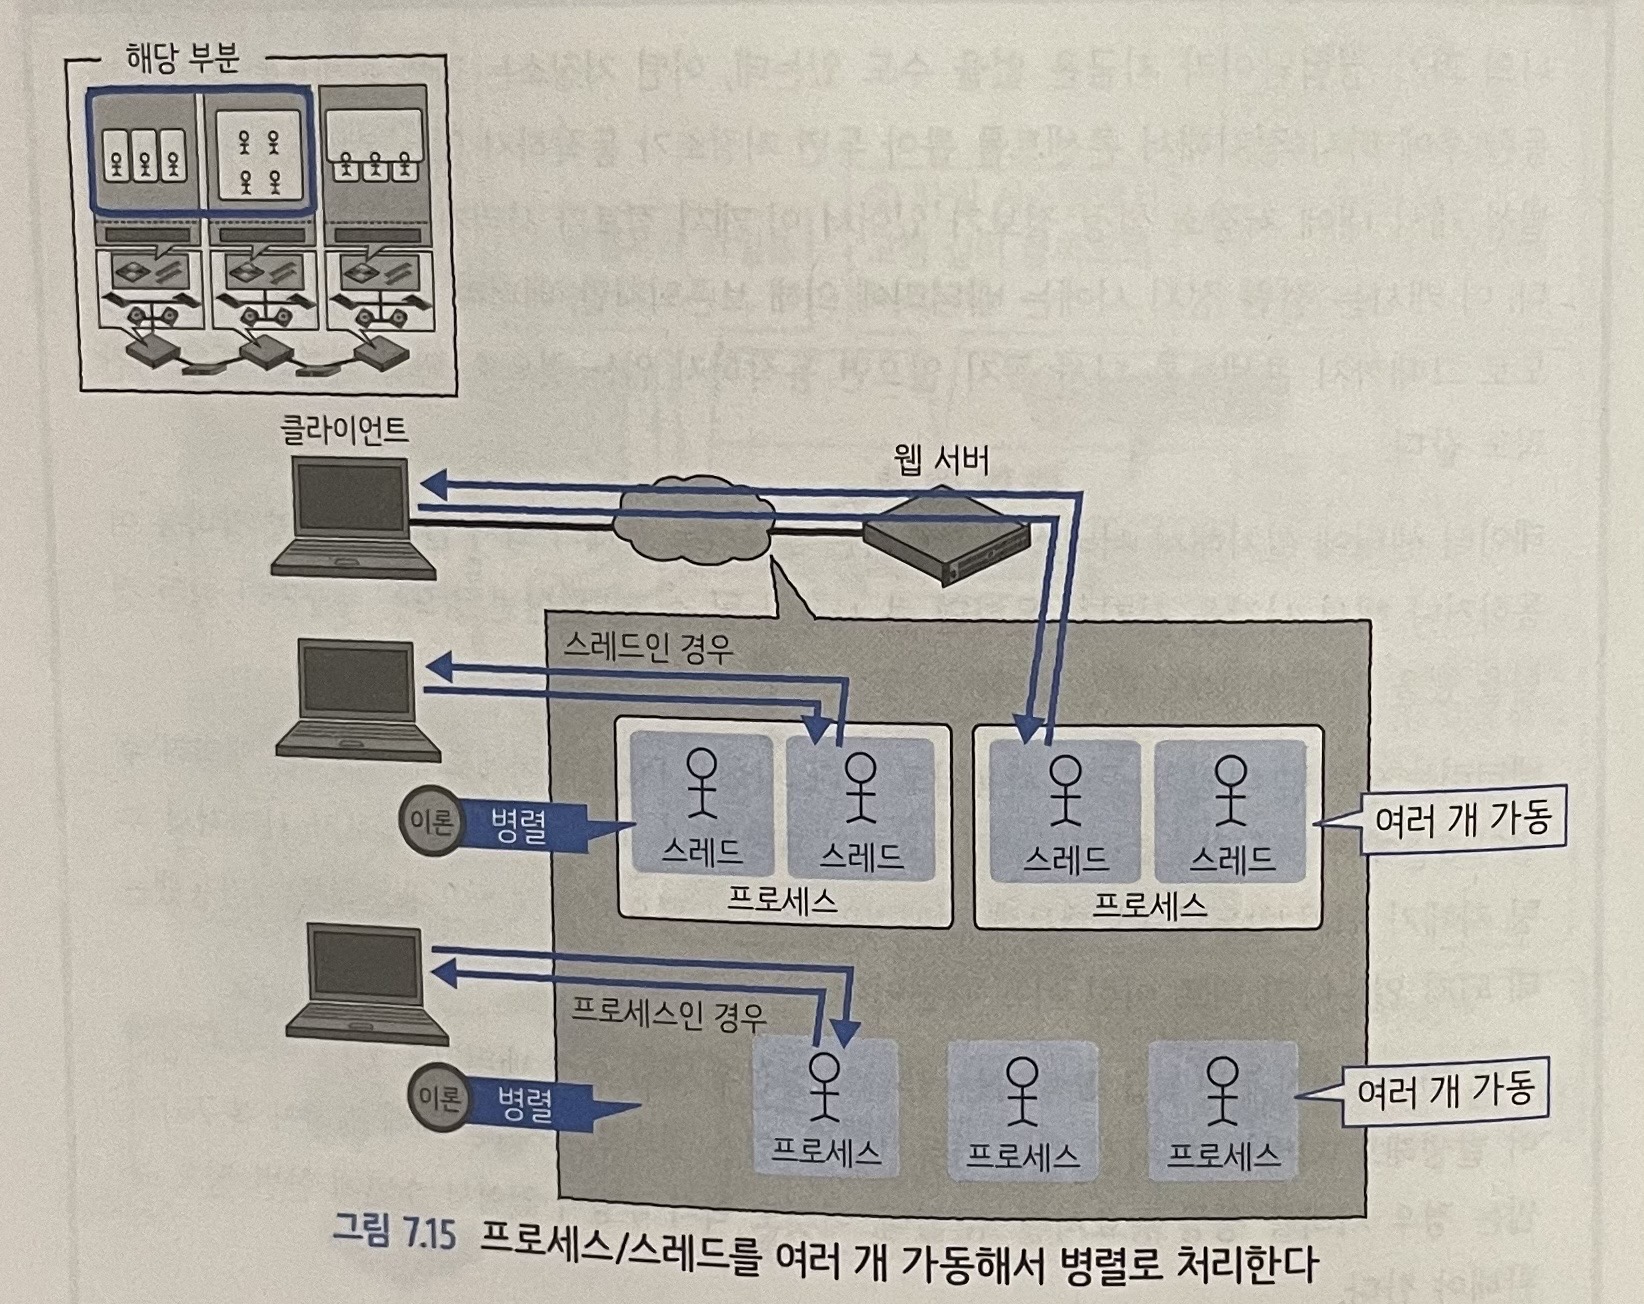 해당 부분
클라이언트
웹 서버
스레드인 경우
이론 병렬
스레드
스레드
프로세스
스레드
스레드
프로세스
여러 개 가동
프로세스인 경우
이론 병렬
프로세스
프로세스
프로세스
여러 개 가동
그림 7.15 프로세스/스레드를 여러 개 가동해서 병렬로 처리한다